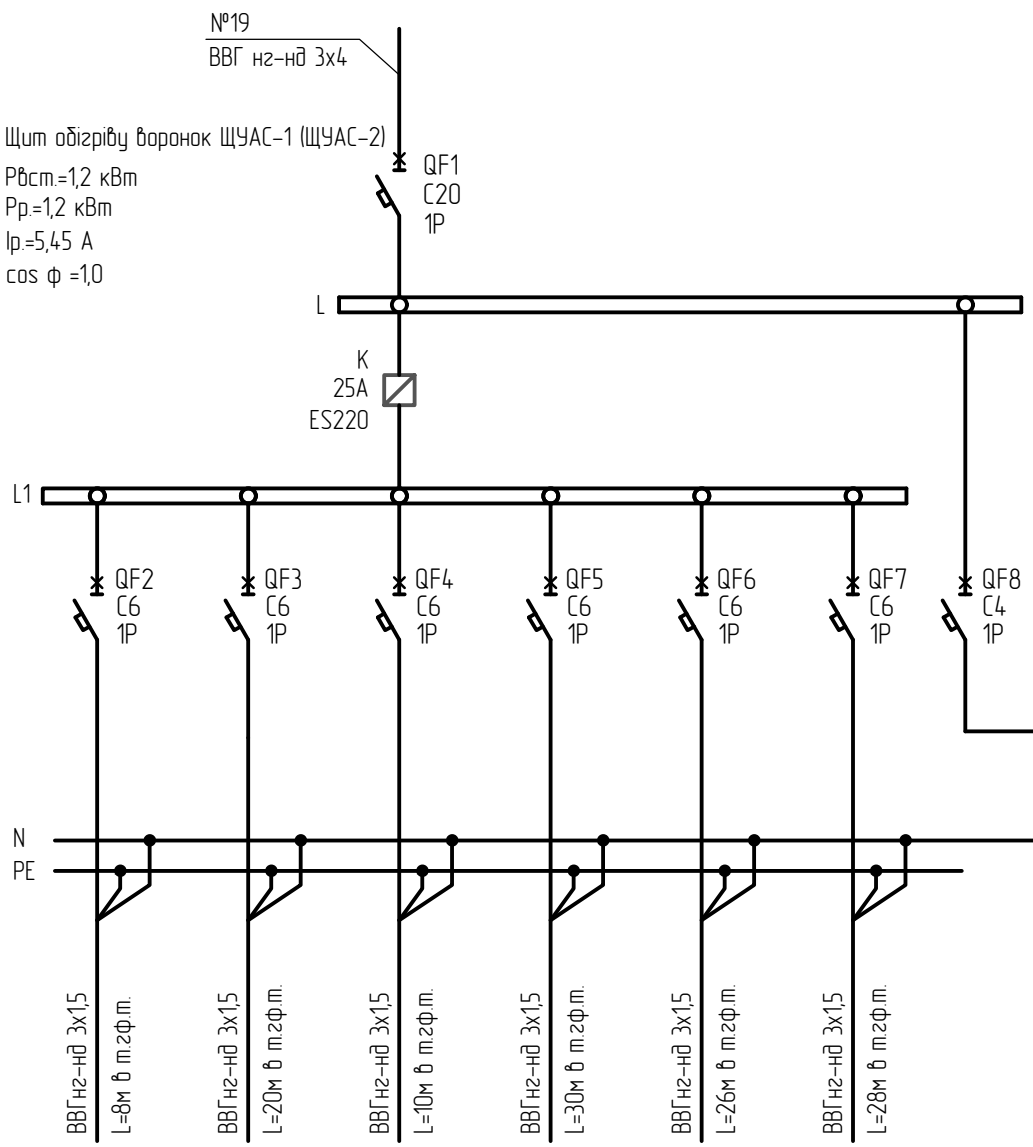 №19
ВВГ нг-нд 3х4
Щит обігріву воронок ЩУАС-1 (ЩУАС-2)
Рвст.=1,2 кВт
Рр.=1,2 кВт
Ір.=5,45 А
cos φ =1,0
QF1
C20
1P
L
K
25A
ES220
L1
QF2
C6
1P
QF3
C6
1P
QF4
C6
1P
QF5
C6
1P
QF6
C6
1P
QF7
C6
1P
QF8
C4
1P
N
PE
ВВГнг-нд 3х1,5
L=8м в т.гф.т.
ВВГнг-нд 3х1,5
L=20м в т.гф.т.
ВВГнг-нд 3х1,5
L=10м в т.гф.т.
ВВГнг-нд 3х1,5
L=30м в т.гф.т.
ВВГнг-нд 3х1,5
L=26м в т.гф.т.
ВВГнг-нд 3х1,5
L=28м в т.гф.т.